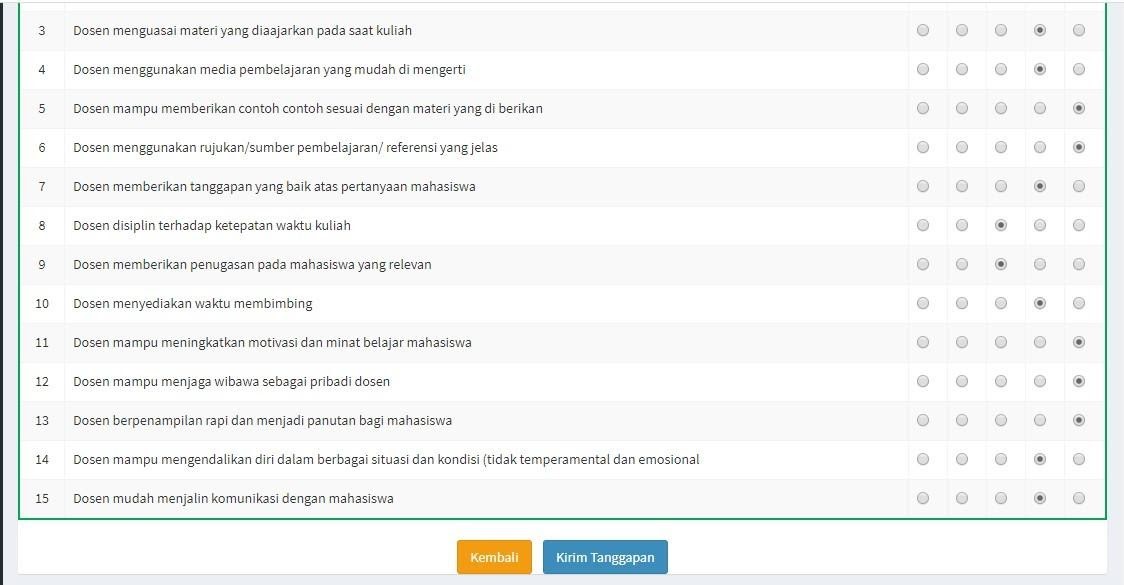 3 Dosen menguasai materi yang diaajarkan pada saat kuliah
4 Dosen menggunakan media pembelajaran yang mudah di mengerti
5 Dosen mampu memberikan contoh contoh sesuai dengan materi yang di berikan
6 Dosen menggunakan rujukan/sumber pembelajaran/ referensi yang jelas
7 Dosen memberikan tanggapan yang baik atas pertanyaan mahasiswa
8 Dosen disiplin terhadap ketepatan waktu kuliah
9 Dosen memberikan penugasan pada mahasiswa yang relevan
10 Dosen menyediakan waktu membimbing
11 Dosen mampu meningkatkan motivasi dan minat belajar mahasiswa
12 Dosen mampu menjaga wibawa sebagai pribadi dosen
13 Dosen berpenampilan rapi dan menjadi panutan bagi mahasiswa
14 Dosen mampu mengendalikan diri dalam berbagai situasi dan kondisi (tidak temperamental dan emosional
15 Dosen mudah menjalin komunikasi dengan mahasiswa
Kembali Kirim Tanggapan